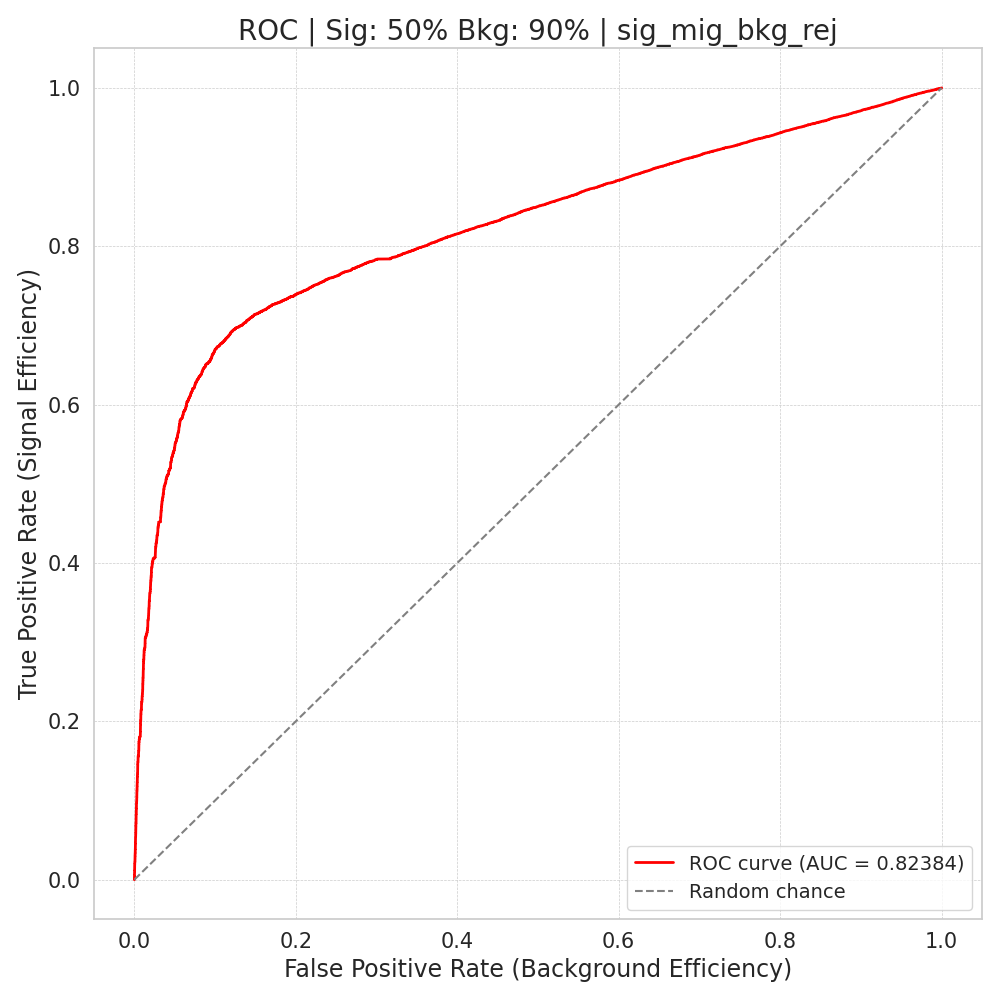 ROC | Sig: 50% Bkg: 90% | sig_mig_bkg_rej
True Positive Rate (Signal Efficiency)
1.0
0.8
0.6
0.4
0.2
0.0
ROC curve (AUC = 0.82384)
Random chance
0.0 0.2 0.4 0.6 0.8 1.0
False Positive Rate (Background Efficiency)